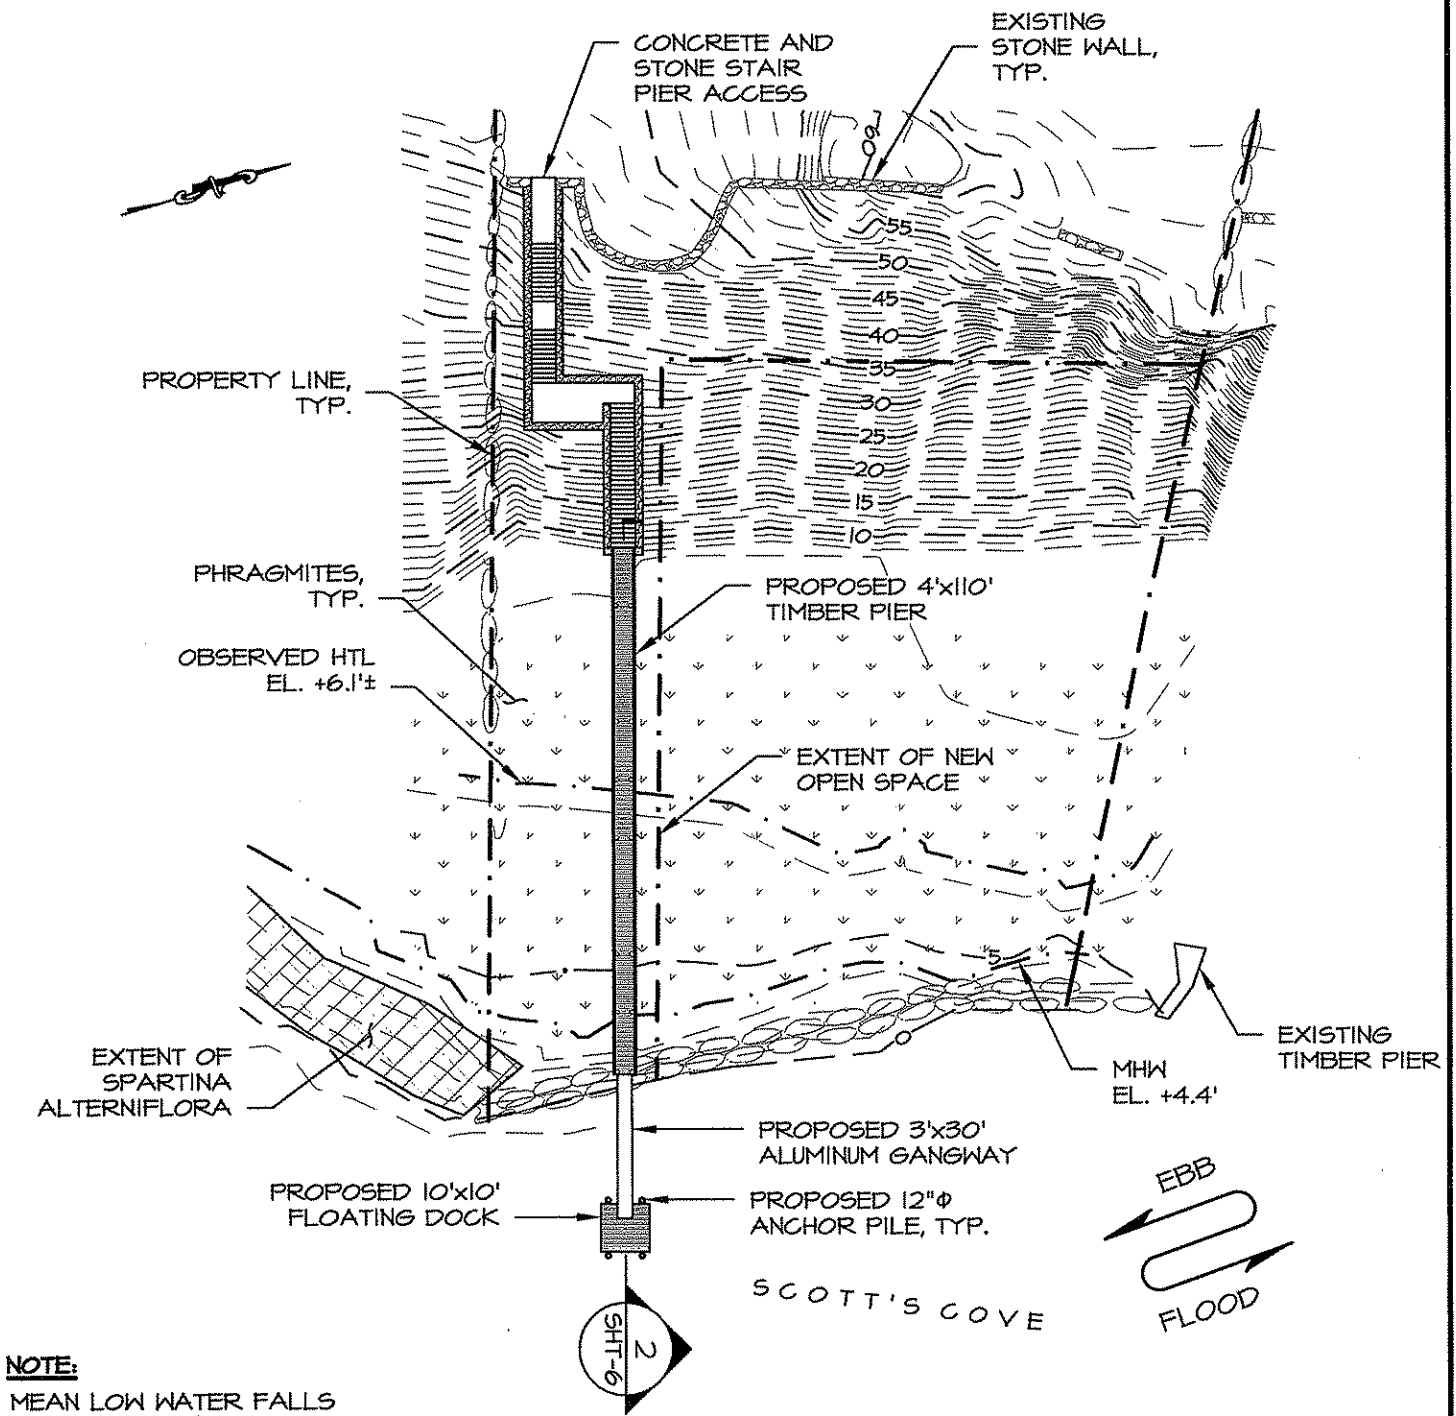 CONCRETE AND
STONE STAIR
PIER ACCESS
EXISTING
STONE WALL,
TYP.
60
N
55
50
45
40
35
30
25
20
15
10
PROPERTY LINE,
TYP.
PHRAGMITES,
TYP.
PROPOSED 4'x110'
TIMBER PIER
OBSERVED HTL
EL. +6.1'±
EXTENT OF NEW
OPEN SPACE
5
0
EXISTING
TIMBER PIER
EXTENT OF
SPARTINA
ALTERNIFLORA
MHW
EL. +4.4'
PROPOSED 3'x30'
ALUMINUM GANGWAY
PROPOSED 10'x10'
FLOATING DOCK
PROPOSED 12"Φ
ANCHOR PILE, TYP.
EBB
FLOOD
SCOTT'S COVE
2
SHT-6
NOTE:
MEAN LOW WATER FALLS